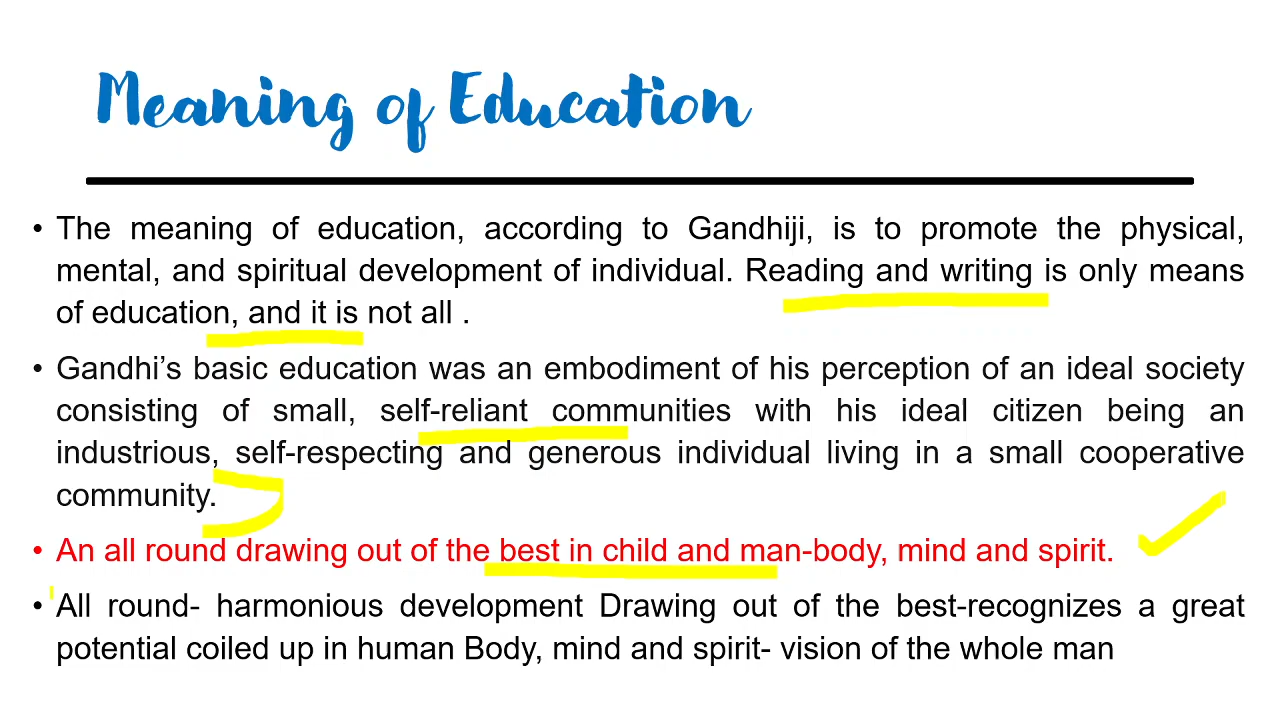 Meaning of Education
• The meaning of education, according to Gandhiji, is to promote the physical,
mental, and spiritual development of individual. Reading and writing is only means
of education, and it is not all .
• Gandhi’s basic education was an embodiment of his perception of an ideal society
consisting of small, self-reliant communities with his ideal citizen being an
industrious, self-respecting and generous individual living in a small cooperative
community.
• An all round drawing out of the best in child and man-body, mind and spirit.
• All round- harmonious development Drawing out of the best-recognizes a great
potential coiled up in human Body, mind and spirit- vision of the whole man